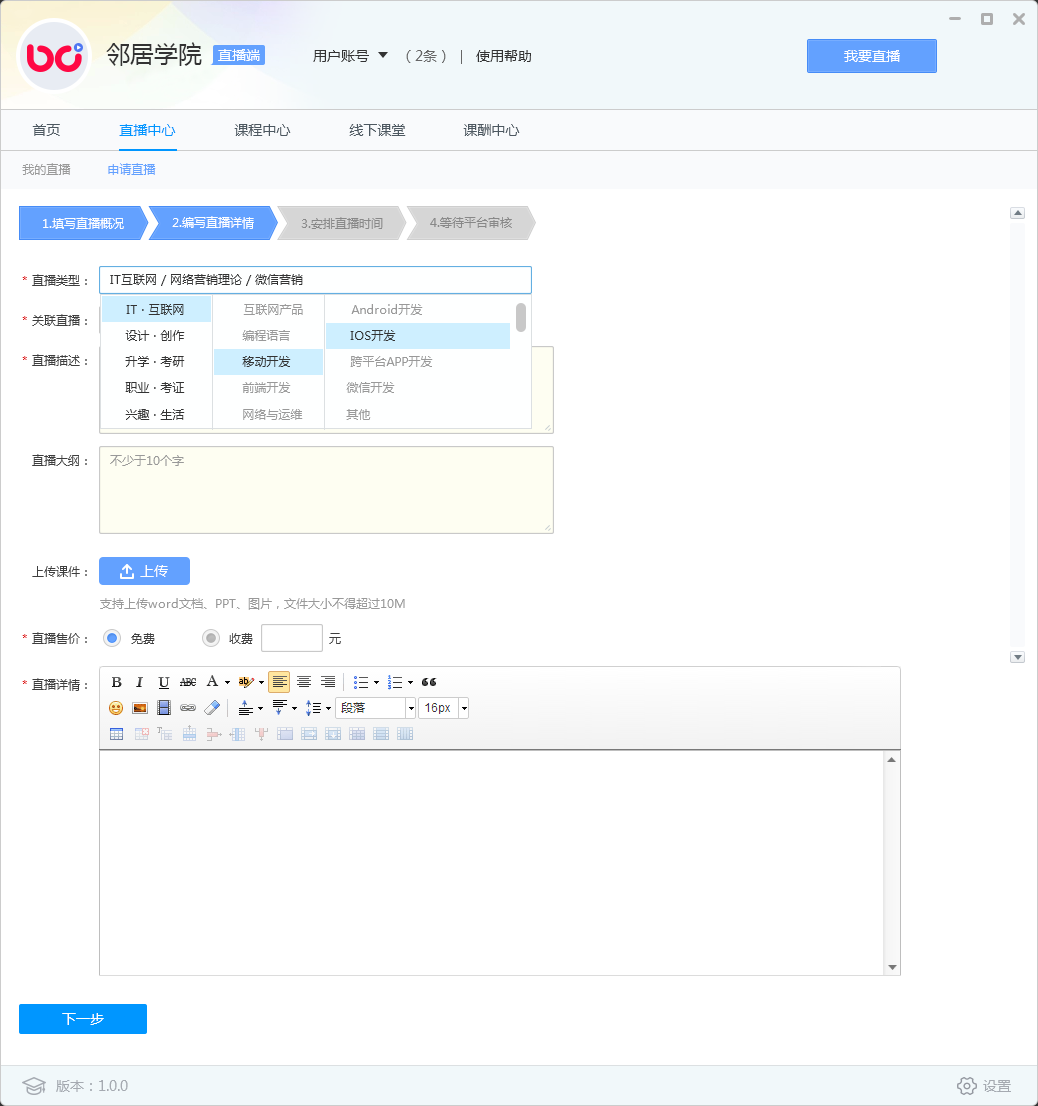 bci 邻居学院 直播端 用户账号 （2条） | 使用帮助 我要直播
首页 直播中心 课程中心 线下课堂 课酬中心
我的直播 申请直播
1.填写直播概况 2.编写直播详情 3.安排直播时间 4.等待平台审核
* 直播类型： IT互联网 / 网络营销理论 / 微信营销
IT · 互联网 互联网产品 Android开发
* 关联直播：
设计 · 创作 编程语言 IOS开发
* 直播描述： 升学 · 考研 移动开发 跨平台APP开发
职业 · 考证 前端开发 微信开发
兴趣 · 生活 网络与运维 其他
直播大纲： 不少于10个字
上传课件： 上传
支持上传word文档、PPT、图片，文件大小不得超过10M
* 直播售价： 免费 收费 元
* 直播详情： B I U ABC A ab
段落 16px
下一步
版本：1.0.0 设置